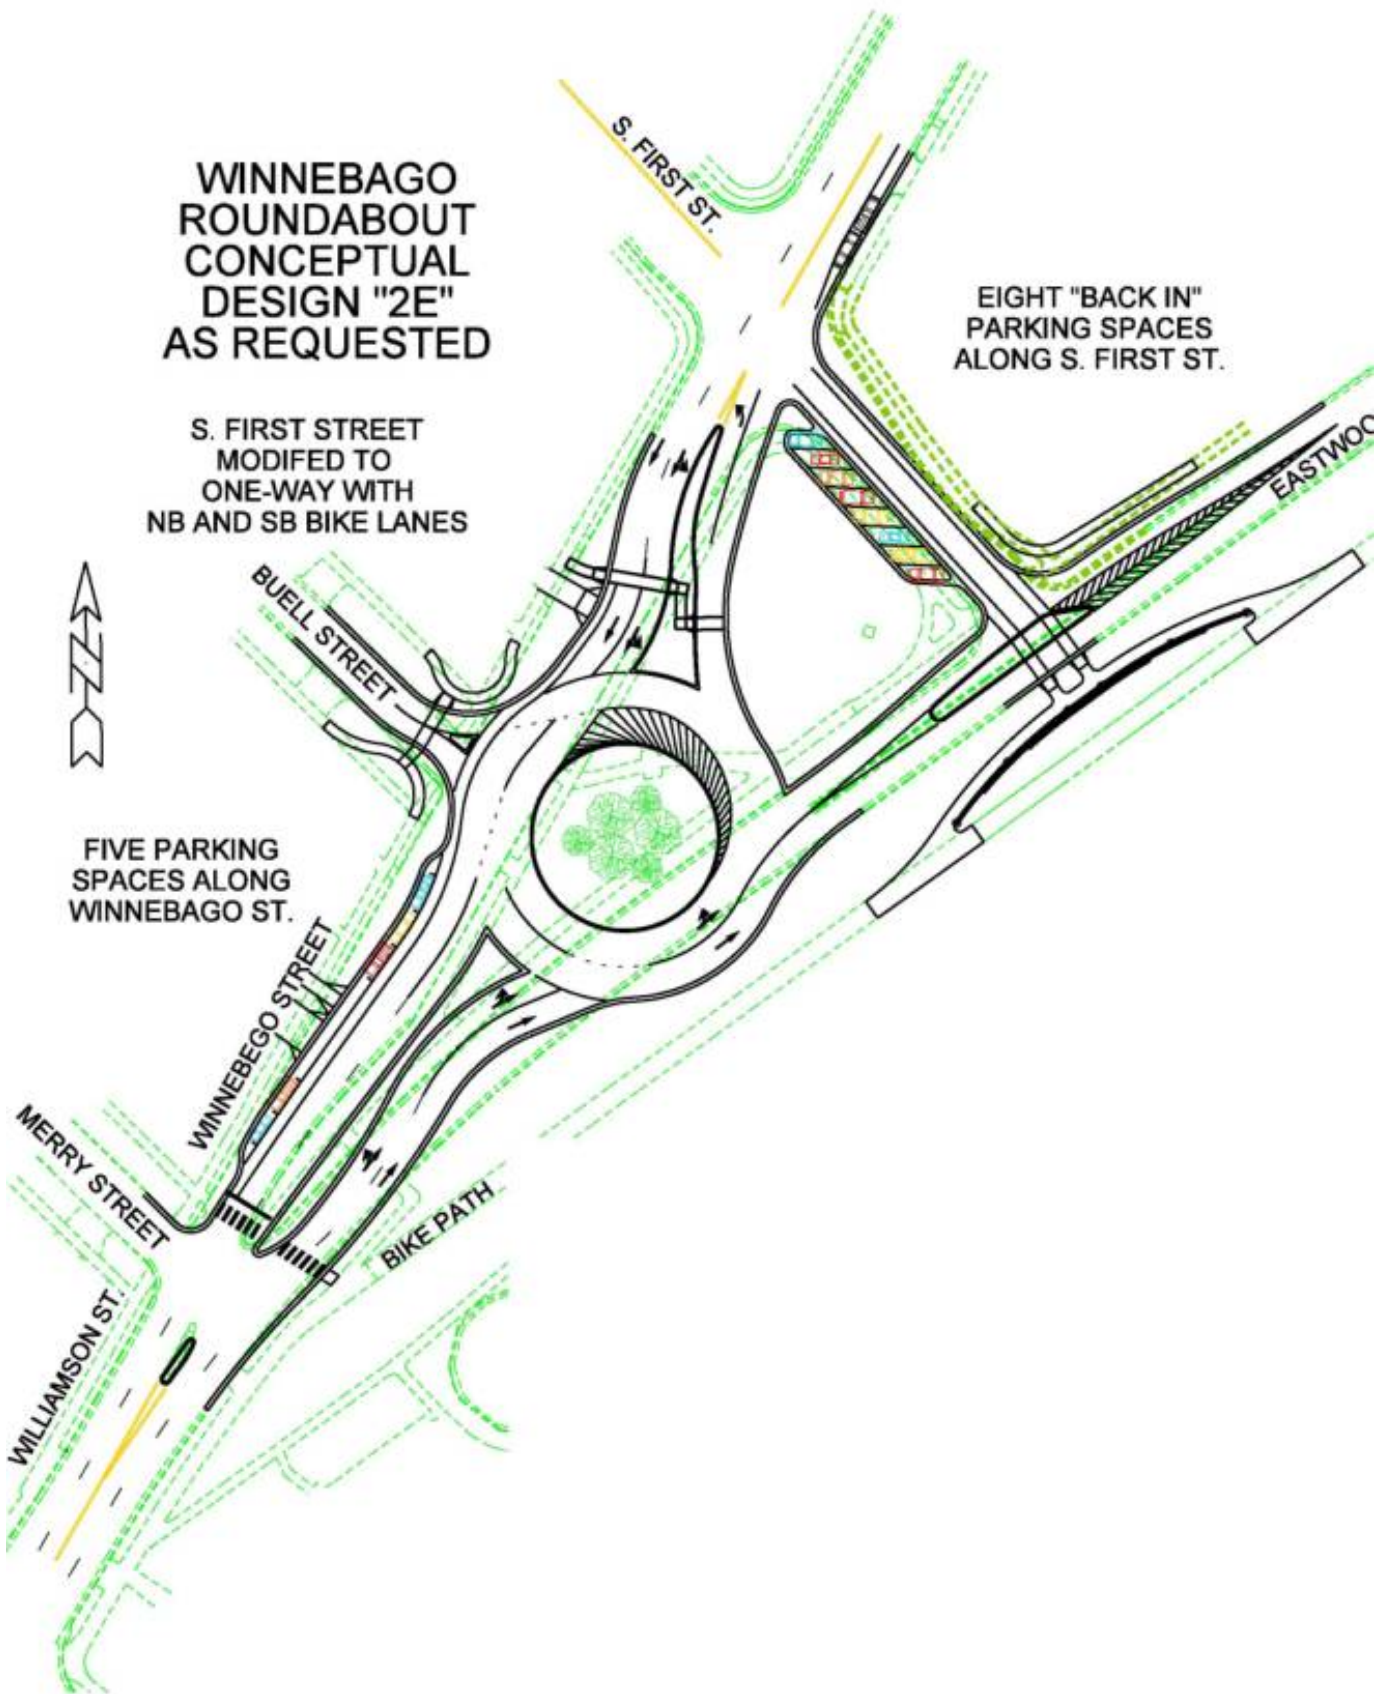 S. FIRST ST.
WINNEBAGO
ROUNDABOUT
CONCEPTUAL
DESIGN "2E"
AS REQUESTED
EIGHT "BACK IN"
PARKING SPACES
ALONG S. FIRST ST.
S. FIRST STREET
MODIFED TO
ONE-WAY WITH
NB AND SB BIKE LANES
EASTWOO
BUELL STREET
N
FIVE PARKING
SPACES ALONG
WINNEBAGO ST.
WINNEBEGO STREET
MERRY STREET
BIKE PATH
WILLIAMSON ST.